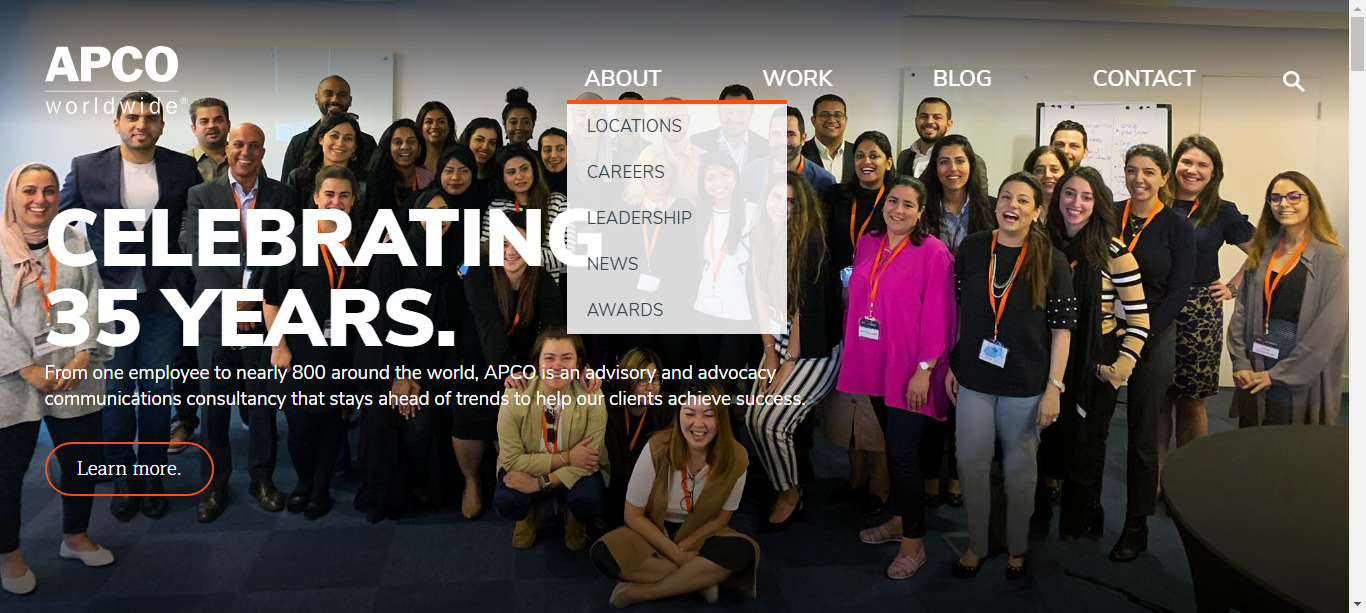 APCO
worldwide®
ABOUT
WORK
BLOG
CONTACT
LOCATIONS
CAREERS
LEADERSHIP
NEWS
AWARDS
CELEBRATING
35 YEARS.
From one employee to nearly 800 around the world, APCO is an advisory and advocacy
communications consultancy that stays ahead of trends to help our clients achieve success.
Learn more.